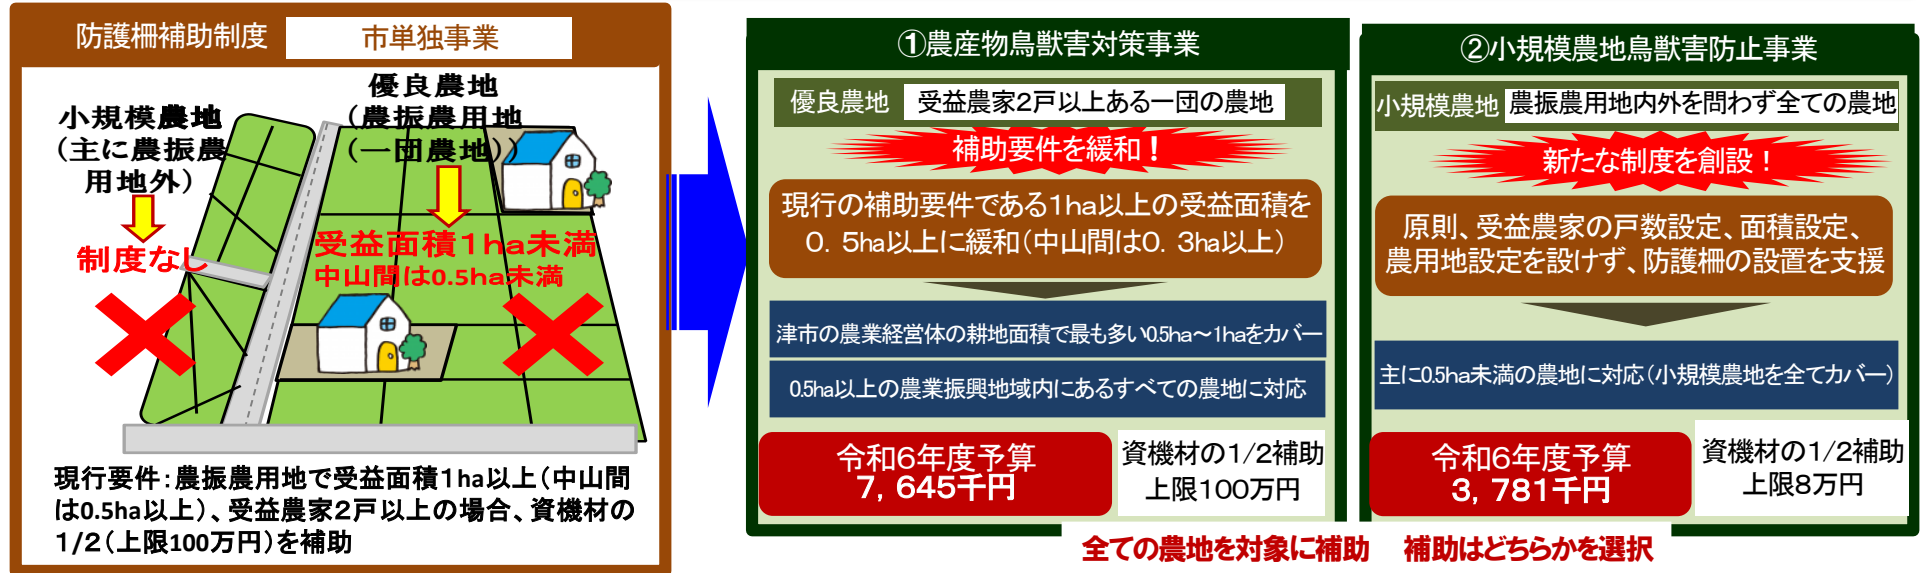 防護柵補助制度
市単独事業
小規模農地
(主に農振農
用地外)
制度なし
優良農地
(農振農用地
(一団農地))
受益面積1ha未満
中山間は0.5ha未満
現行要件:農振農用地で受益面積1ha以上(中山間
は0.5ha以上)、受益農家2戸以上の場合、資機材の
1/2(上限100万円)を補助
①農産物鳥獣害対策事業
優良農地 受益農家2戸以上ある一団の農地
補助要件を緩和!
現行の補助要件である1ha以上の受益面積を
0.5ha以上に緩和(中山間は0.3ha以上)
津市の農業経営体の耕地面積で最も多い0.5ha~1haをカバー
0.5ha以上の農業振興地域内にあるすべての農地に対応
令和6年度予算
7,645千円
資機材の1/2補助
上限100万円
②小規模農地鳥獣害防止事業
小規模農地 農振農用地内外を問わず全ての農地
新たな制度を創設!
原則、受益農家の戸数設定、面積設定、
農用地設定を設けず、防護柵の設置を支援
主に0.5ha未満の農地に対応(小規模農地を全てカバー)
令和6年度予算
3,781千円
資機材の1/2補助
上限8万円
全ての農地を対象に補助 補助はどちらかを選択